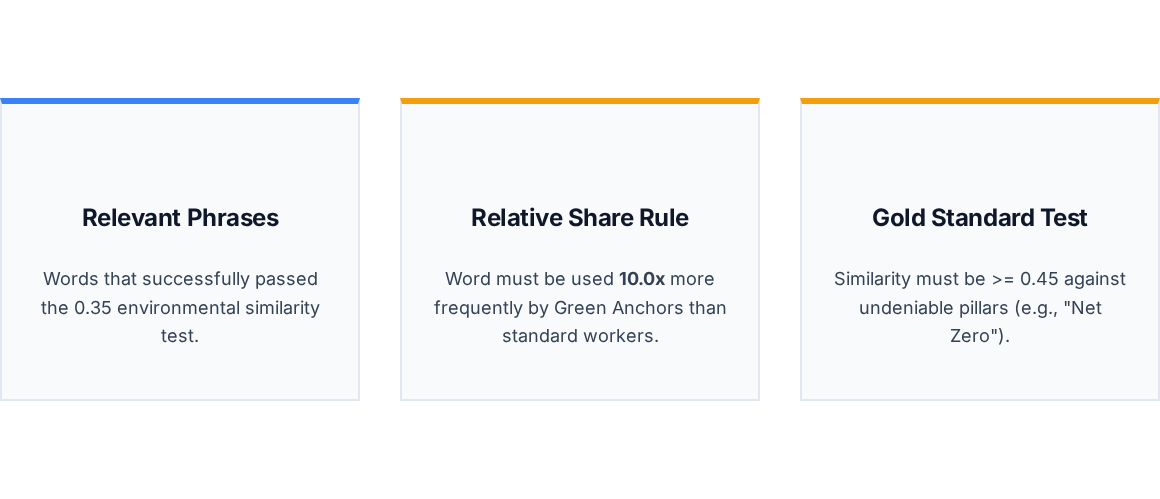 Relevant Phrases
Words that successfully passed
the 0.35 environmental similarity
test.
Relative Share Rule
Word must be used 10.0x more
frequently by Green Anchors than
standard workers.
Gold Standard Test
Similarity must be >= 0.45 against
undeniable pillars (e.g., "Net
Zero").